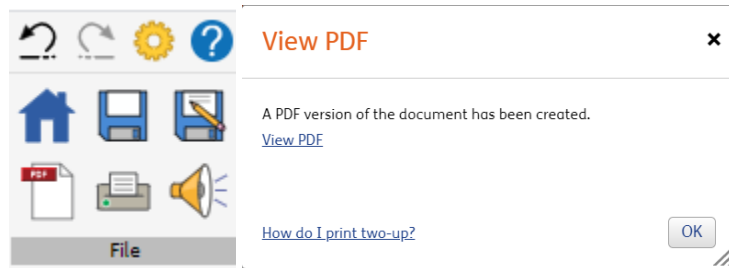 ?
PDF
File
View PDF
×
A PDF version of the document has been created.
View PDF
How do I print two-up?
OK